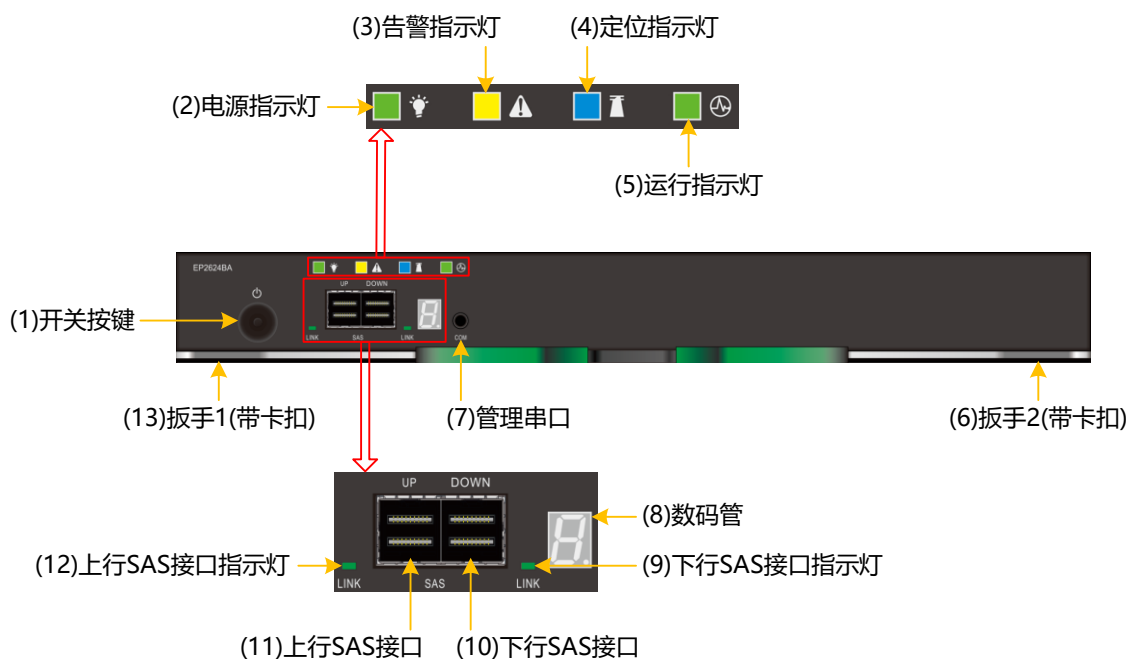 (3)告警指示灯
(4)定位指示灯
(2)电源指示灯
(5)运行指示灯
EP2624BA
UP DOWN
(1)开关按键
LINK SAS LINK COM
(13)扳手1(带卡扣)
(7)管理串口
(6)扳手2(带卡扣)
UP DOWN
(8)数码管
(12)上行SAS接口指示灯
(9)下行SAS接口指示灯
LINK SAS LINK
(11)上行SAS接口
(10)下行SAS接口